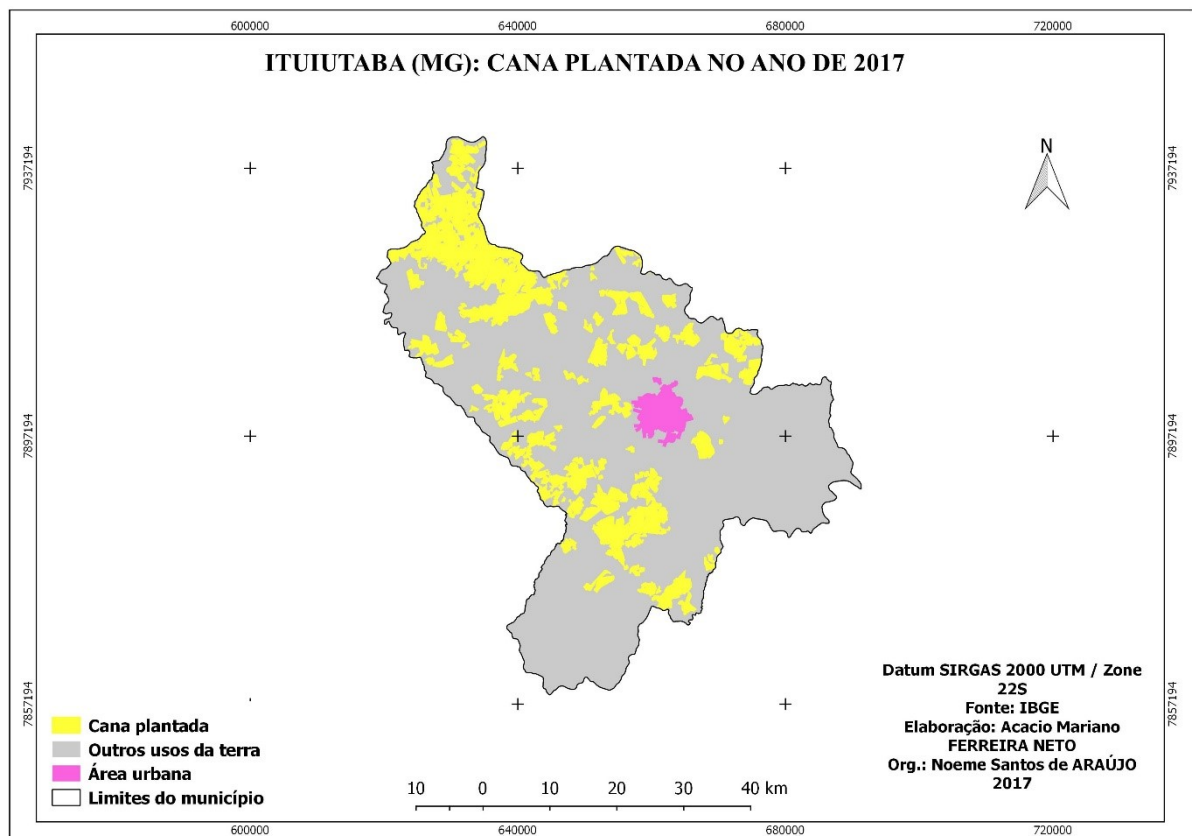 600000 640000 680000 720000
ITUIUTABA (MG): CANA PLANTADA NO ANO DE 2017
N
7937194 7937194
7897194 7897194
7857194 7857194
Datum SIRGAS 2000 UTM / Zone
22S
Fonte: IBGE
Elaboração: Acacio Mariano
FERREIRA NETO
Org.: Noeme Santos de ARAÚJO
2017
Cana plantada
Outros usos da terra
Área urbana
Limites do município
10 0 10 20 30 40 km
600000 640000 680000 720000